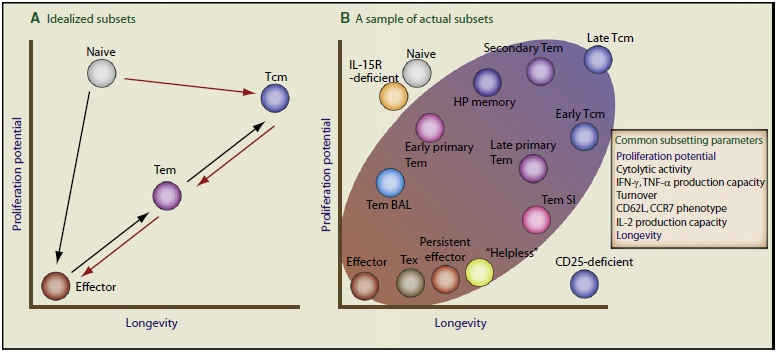 A Idealized subsets
Naive
Tcm
Tem
Effector
Proliferation potential
Longevity
B A sample of actual subsets
Late Tcm
Secondary Tem
Naive
IL-15R
-deficient
HP memory
Early Tcm
Early primary
Tem
Late primary
Tem
Tem BAL
Tem SI
Persistent
effector
"Helpless"
Effector
Tex
CD25-deficient
Proliferation potential
Longevity
Common subsetting parameters
Proliferation potential
Cytolytic activity
IFN-γ, TNF-α production capacity
Turnover
CD62L, CCR7 phenotype
IL-2 production capacity
Longevity